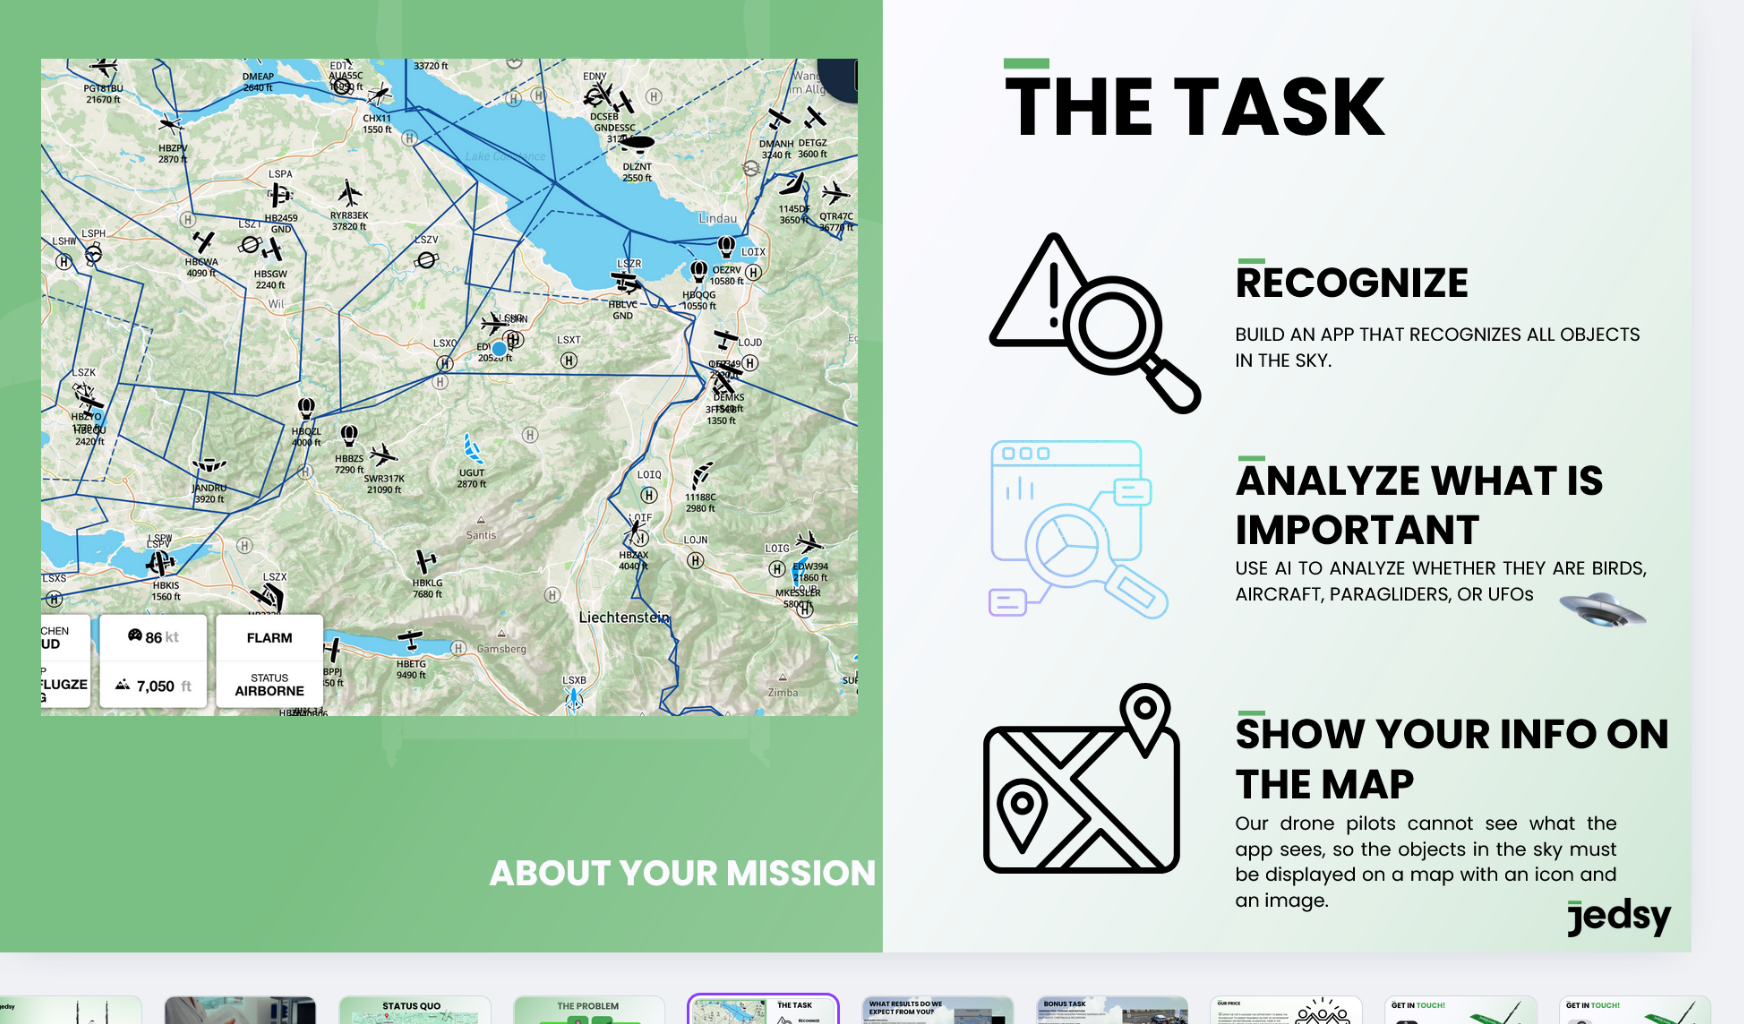 33720 ft
EDTZ
PGT81BU
21670 ft
DMEAP
2640 ft
AUA55C
CHX11
1550 ft
EDNY
DCSEB
GNDESSC
DLZNT
2550 ft
DMANH
3240 ft
DETGZ
3600 ft
HBZPV
2870 ft
Lake Constance
LSPA
HB2459
GND
RYR83EK
37820 ft
1145DF
3650 ft
QTR47C
36770 ft
Lindau
LSHW
LSPH
LSZT
LSZV
HBCWA
4090 ft
HBSGW
2240 ft
LSZR
LOIX
OEZRV
10580 ft
HBQQG
10550 ft
HBLVC
GND
Wil
LSXO
LSXT
LOJD
LSZK
DEMKS
1350 ft
HBZYO
2420 ft
HBQZL
4000 ft
HBBZS
7290 ft
SWR317K
21090 ft
UGUT
2870 ft
JANDRU
3920 ft
LOIQ
11188C
2980 ft
Santis
LOIF
HBZAX
4040 ft
LOJN
LOIG
EDW394
21860 ft
MKESSLER
5800 ft
LSPV
LSXS
HBKIS
1560 ft
LSZX
HBKLG
7680 ft
Liechtenstein
HBETG
9490 ft
Gamsberg
LSXB
Zimba
CHEN
UD
86 kt
FLARM
FLUGZE
G
7,050 ft
STATUS
AIRBORNE
ABOUT YOUR MISSION
THE TASK
RECOGNIZE
BUILD AN APP THAT RECOGNIZES ALL OBJECTS
IN THE SKY.
ANALYZE WHAT IS
IMPORTANT
USE AI TO ANALYZE WHETHER THEY ARE BIRDS,
AIRCRAFT, PARAGLIDERS, OR UFOs
SHOW YOUR INFO ON
THE MAP
Our drone pilots cannot see what the
app sees, so the objects in the sky must
be displayed on a map with an icon and
an image.
jedsy
jedsy
STATUS QUO
THE PROBLEM
THE TASK
RECOGNIZE
WHAT RESULTS DO WE
EXPECT FROM YOU?
BONUS TASK
OUR PRICE
GET IN TOUCH!
GET IN TOUCH!